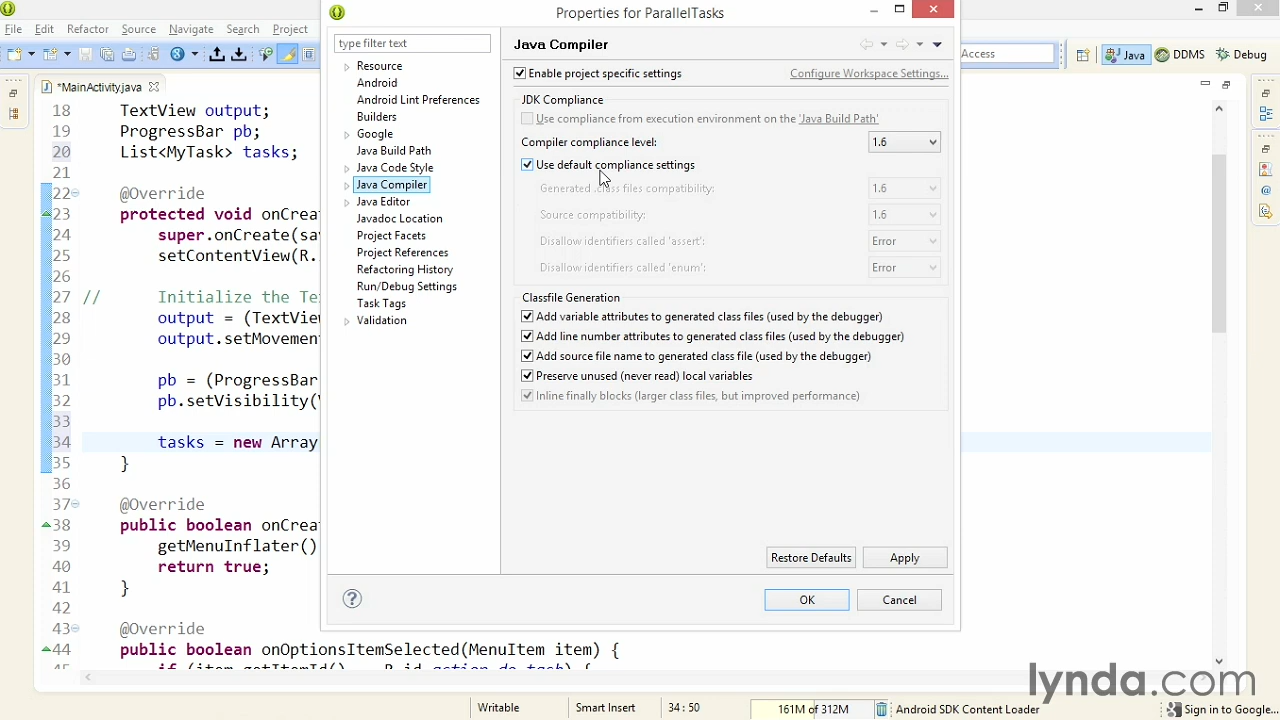 Properties for ParallelTasks
File Edit Refactor Source Navigate Search Project
Access
Java
DDMS
Debug
*MainActivity.java
18 TextView output;
19 ProgressBar pb;
20 List<MyTask> tasks;
21
22 @Override
23 protected void onCrea
24 super.onCreate(sav
25 setContentView(R.
26
27 // Initialize the Te
28 output = (TextView
29 output.setMovemen
30
31 pb = (ProgressBar
32 pb.setVisibility(V
33
34 tasks = new Array
35 }
36
37 @Override
38 public boolean onCrea
39 getMenuInflater()
40 return true;
41 }
42
43 @Override
44 public boolean onOptionsItemSelected(MenuItem item) {
type filter text
Resource
Android
Android Lint Preferences
Builders
Google
Java Build Path
Java Code Style
Java Compiler
Java Editor
Javadoc Location
Project Facets
Project References
Refactoring History
Run/Debug Settings
Task Tags
Validation
Java Compiler
Enable project specific settings
Configure Workspace Settings...
JDK Compliance
Use compliance from execution environment on the 'Java Build Path'
Compiler compliance level: 1.6
Use default compliance settings
Generated .class files compatibility: 1.6
Source compatibility: 1.6
Disallow identifiers called 'assert': Error
Disallow identifiers called 'enum': Error
Classfile Generation
Add variable attributes to generated class files (used by the debugger)
Add line number attributes to generated class files (used by the debugger)
Add source file name to generated class file (used by the debugger)
Preserve unused (never read) local variables
Inline finally blocks (larger class files, but improved performance)
Restore Defaults
Apply
OK
Cancel
lynda.com
Writable
Smart Insert
34 : 50
161M of 312M
Android SDK Content Loader
Sign in to Google...